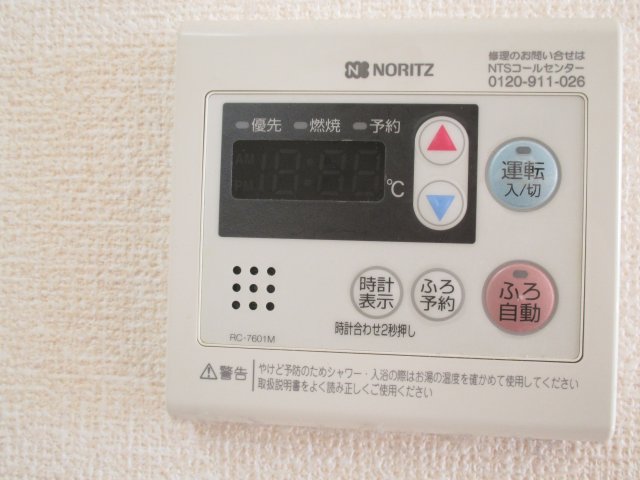 NORITZ
修理のお問い合せは
NTSコールセンター
0120-911-026
優先 燃焼 予約
AM
PM
℃
運転
入/切
時計
表示
ふろ
予約
ふろ
自動
時計合わせ2秒押し
RC-7601M
警告
やけど予防のためシャワー・入浴の際はお湯の温度を確かめて使用してください
取扱説明書をよく読み正しくご使用ください